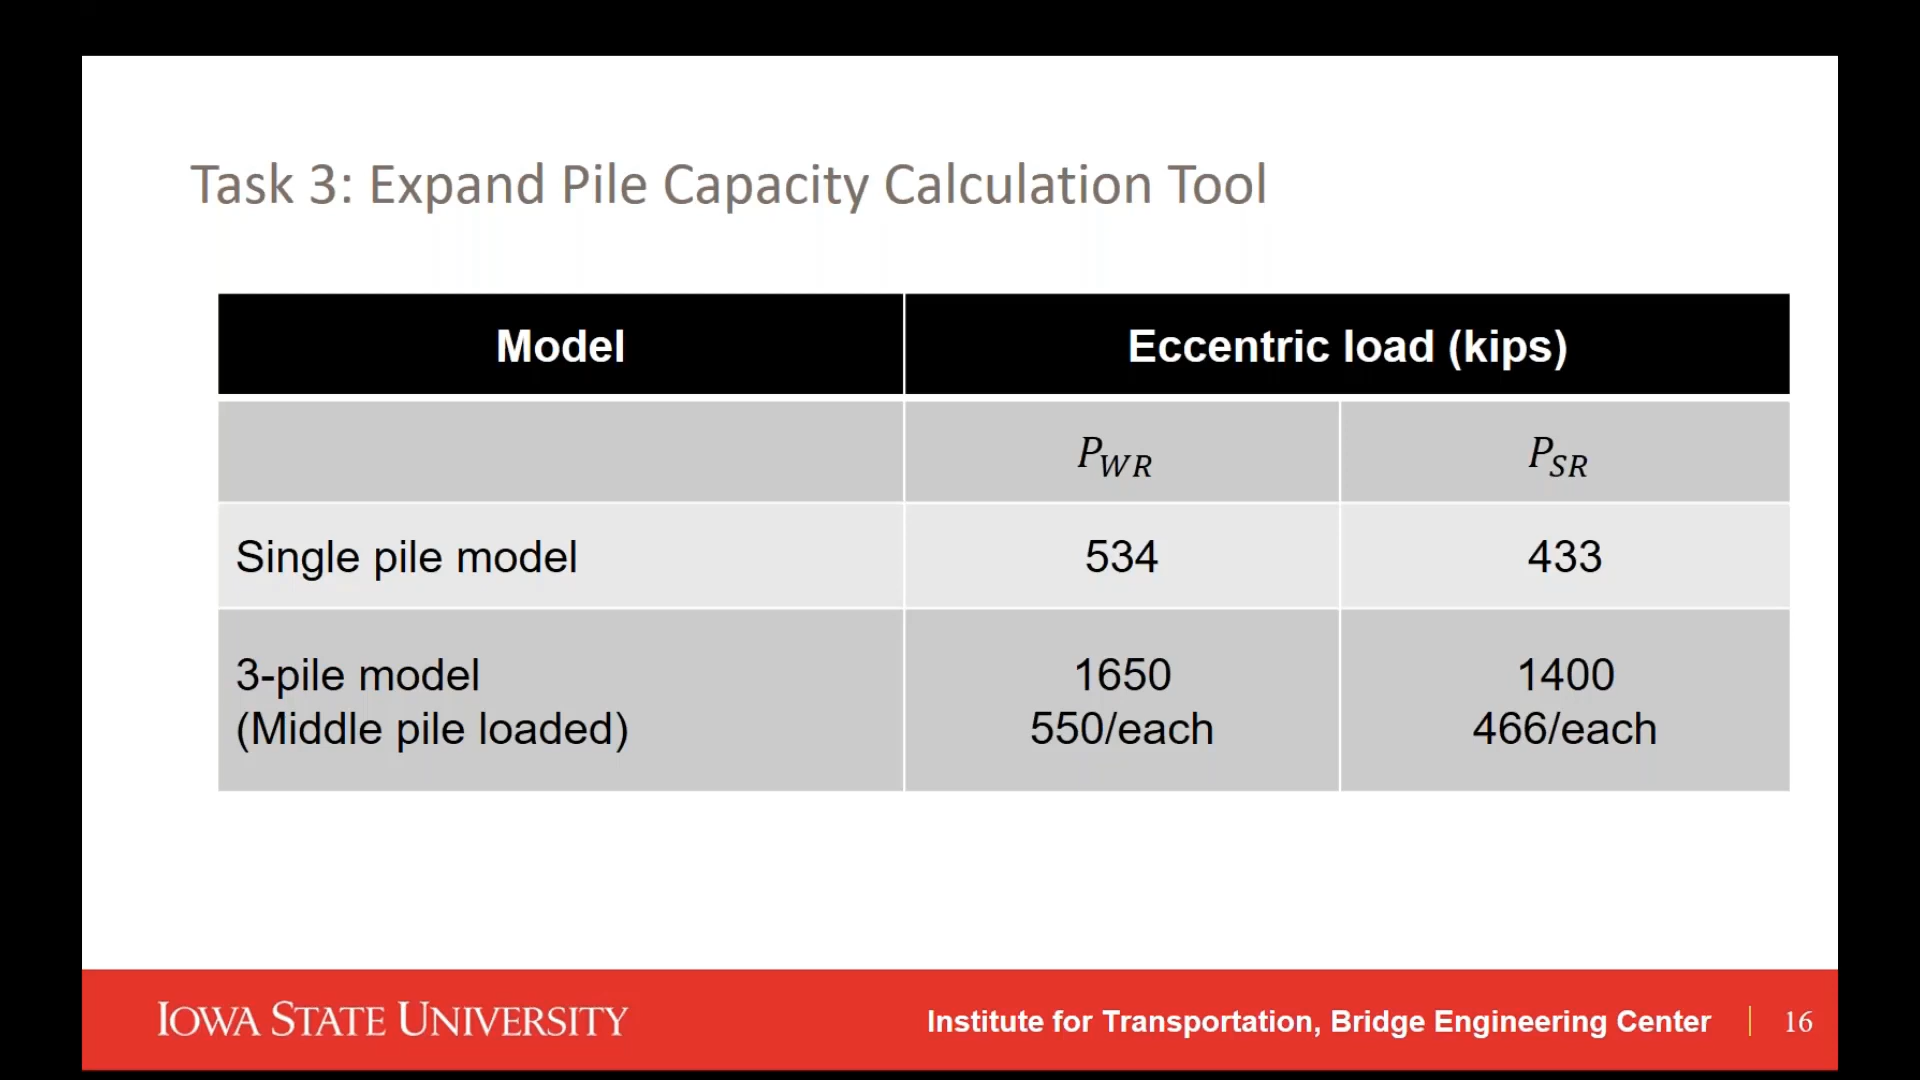 Task 3: Expand Pile Capacity Calculation Tool
Model Eccentric load (kips)
P_WR P_SR
Single pile model 534 433
3-pile model 1650 1400
(Middle pile loaded) 550/each 466/each
IOWA STATE UNIVERSITY Institute for Transportation, Bridge Engineering Center 16